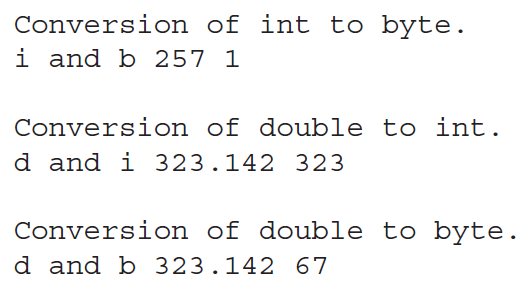 Conversion of int to byte.
i and b 257 1
Conversion of double to int.
d and i 323.142 323
Conversion of double to byte.
d and b 323.142 67